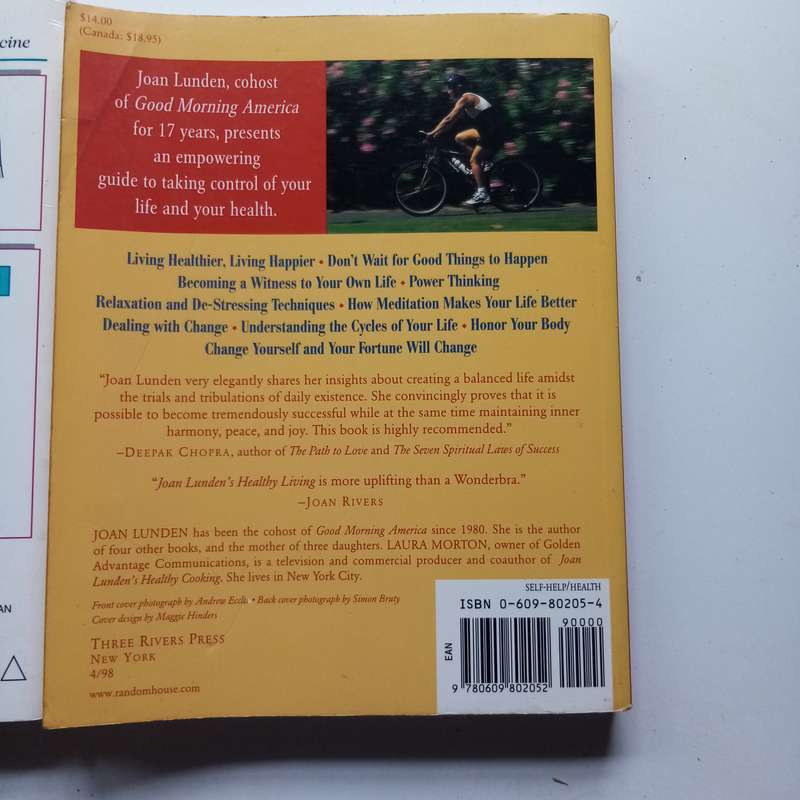 cine
AN
$14.00
(Canada: $18.95)
Joan Lunden, cohost
of Good Morning America
for 17 years, presents
an empowering
guide to taking control of your
life and your health.
Living Healthier, Living Happier • Don't Wait for Good Things to Happen
Becoming a Witness to Your Own Life • Power Thinking
Relaxation and De-Stressing Techniques • How Meditation Makes Your Life Better
Dealing with Change • Understanding the Cycles of Your Life • Honor Your Body
Change Yourself and Your Fortune Will Change
“Joan Lunden very elegantly shares her insights about creating a balanced life amidst
the trials and tribulations of daily existence. She convincingly proves that it is
possible to become tremendously successful while at the same time maintaining inner
harmony, peace, and joy. This book is highly recommended.”
–DEEPAK CHOPRA, author of The Path to Love and The Seven Spiritual Laws of Success
“Joan Lunden's Healthy Living is more uplifting than a Wonderbra.”
–JOAN RIVERS
JOAN LUNDEN has been the cohost of Good Morning America since 1980. She is the author
of four other books, and the mother of three daughters. LAURA MORTON, owner of Golden
Advantage Communications, is a television and commercial producer and coauthor of Joan
Lunden's Healthy Cooking. She lives in New York City.
Front cover photograph by Andrew Eccles • Back cover photograph by Simon Bruty
Cover design by Maggie Hinders
THREE RIVERS PRESS
NEW YORK
4/98
www.randomhouse.com
SELF-HELP/HEALTH
ISBN 0-609-80205-4
90000
EAN
9 780609 802052